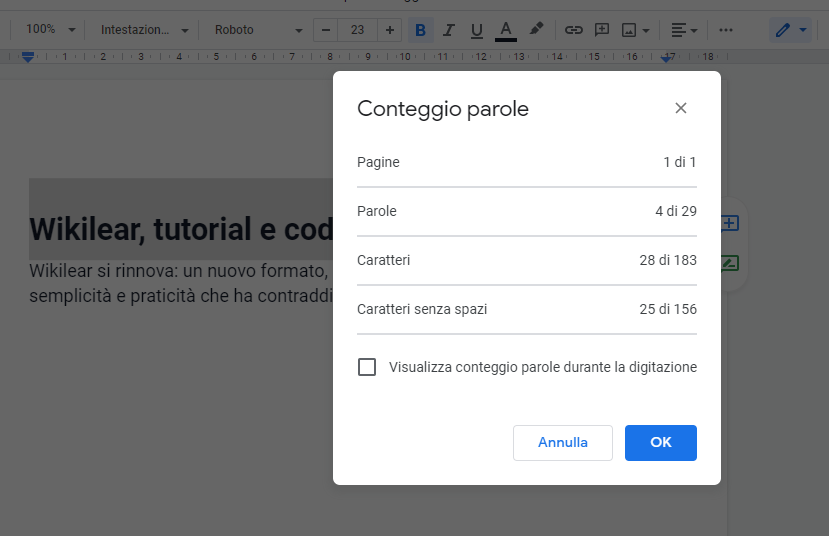 100% Intestazion... Roboto 23 B I U A
1 2 3 4 5 6 7 8 9 10 11 12 13 14 15 16 17 18
Conteggio parole
Pagine 1 di 1
Parole 4 di 29
Caratteri 28 di 183
Caratteri senza spazi 25 di 156
Visualizza conteggio parole durante la digitazione
Annulla OK
Wikilear, tutorial e cod
Wikilear si rinnova: un nuovo formato,
semplicità e praticità che ha contraddi